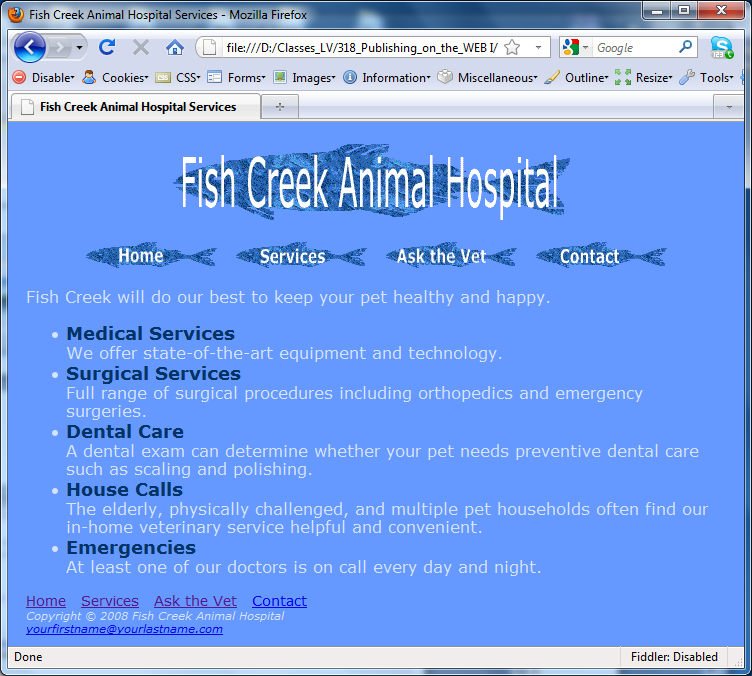 Fish Creek Animal Hospital Services - Mozilla Firefox
file:///D:/Classes_LV/318_Publishing_on_the_WEB I/
Google
Disable Cookies CSS Forms Images Information Miscellaneous Outline Resize Tools
Fish Creek Animal Hospital Services
Fish Creek Animal Hospital
Home Services Ask the Vet Contact
Fish Creek will do our best to keep your pet healthy and happy.
Medical Services
We offer state-of-the-art equipment and technology.
Surgical Services
Full range of surgical procedures including orthopedics and emergency
surgeries.
Dental Care
A dental exam can determine whether your pet needs preventive dental care
such as scaling and polishing.
House Calls
The elderly, physically challenged, and multiple pet households often find our
in-home veterinary service helpful and convenient.
Emergencies
At least one of our doctors is on call every day and night.
Home Services Ask the Vet Contact
Copyright © 2008 Fish Creek Animal Hospital
yourfirstname@yourlastname.com
Done Fiddler: Disabled